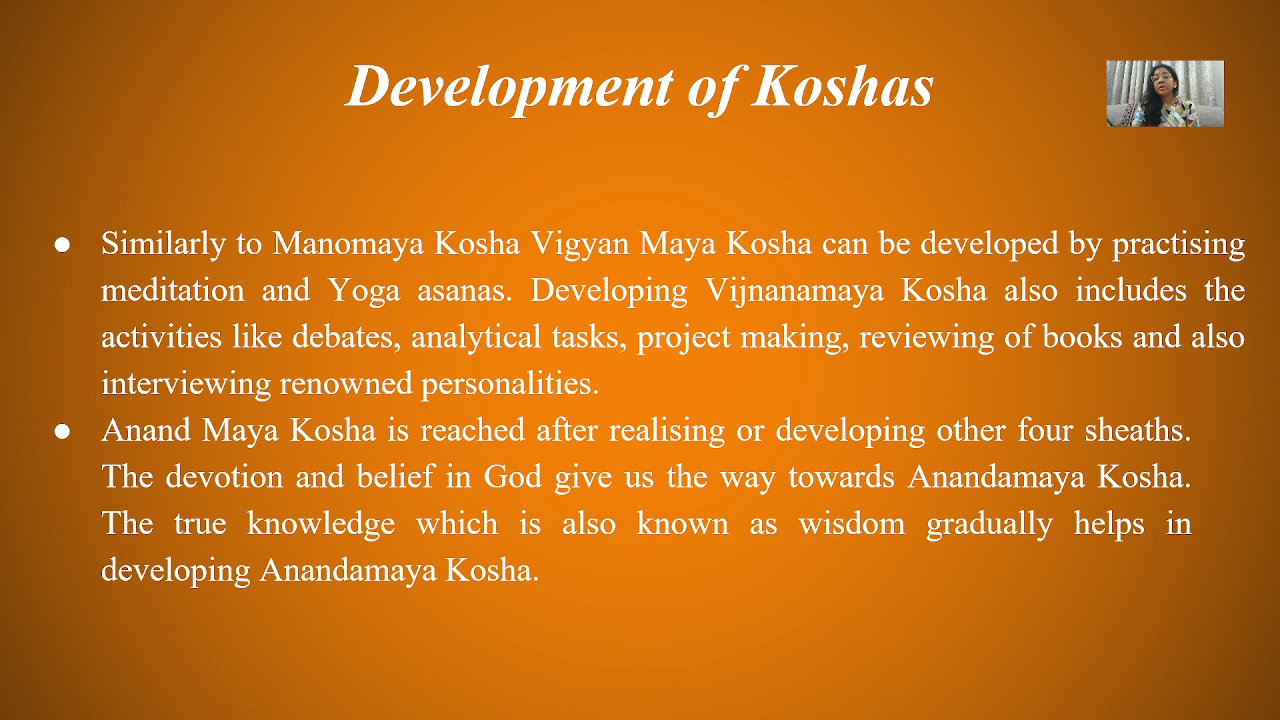 Development of Koshas
● Similarly to Manomaya Kosha Vigyan Maya Kosha can be developed by practising
meditation and Yoga asanas. Developing Vijnanamaya Kosha also includes the
activities like debates, analytical tasks, project making, reviewing of books and also
interviewing renowned personalities.
● Anand Maya Kosha is reached after realising or developing other four sheaths.
The devotion and belief in God give us the way towards Anandamaya Kosha.
The true knowledge which is also known as wisdom gradually helps in
developing Anandamaya Kosha.